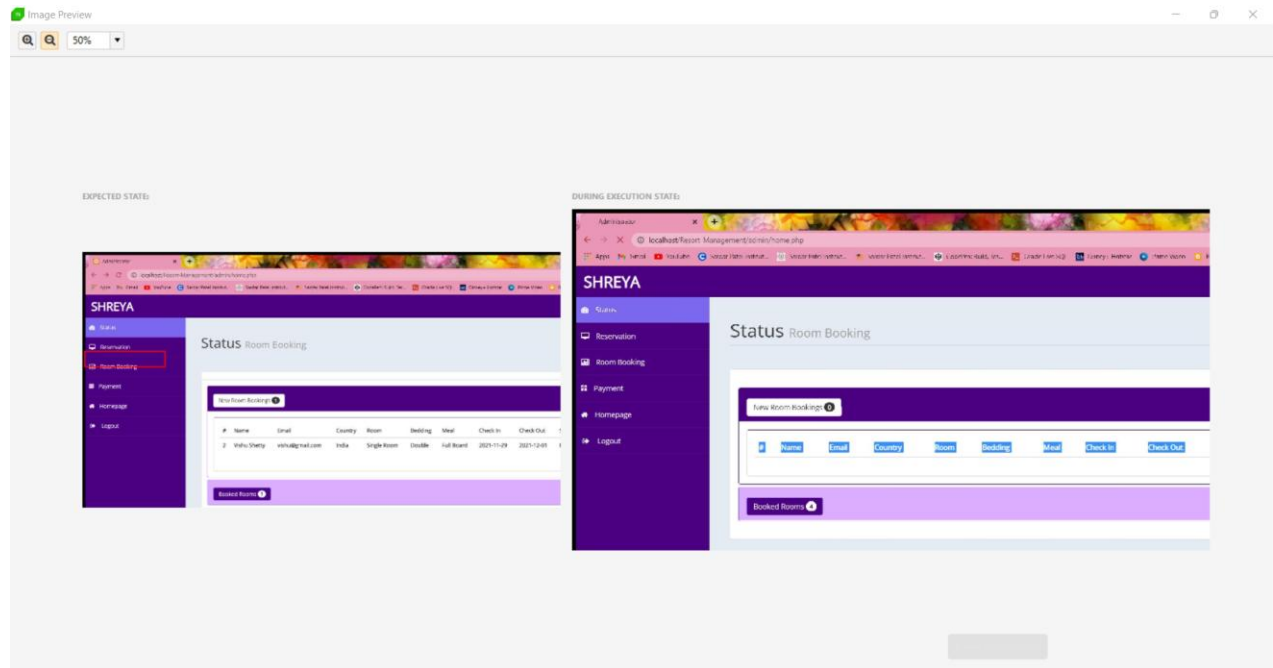 Image Preview
50%
EXPECTED STATE:
Administrator
localhost/Resort-Management/admin/home.php
Apps
Gmail
YouTube
SHREYA
Status
Reservation
Room Booking
Payment
Homepage
Logout
Status Room Booking
New Room Bookings
# Name Email Country Room Bedding Meal Check In Check Out
2 Vishu Shetty vishu@gmail.com India Single Room Double Full Board 2021-11-29 2021-12-01
Booked Rooms
DURING EXECUTION STATE:
Administrator
localhost/Resort-Management/admin/home.php
Apps
Gmail
YouTube
SHREYA
Status
Reservation
Room Booking
Payment
Homepage
Logout
Status Room Booking
New Room Bookings 0
# Name Email Country Room Bedding Meal Check In Check Out
Booked Rooms 4